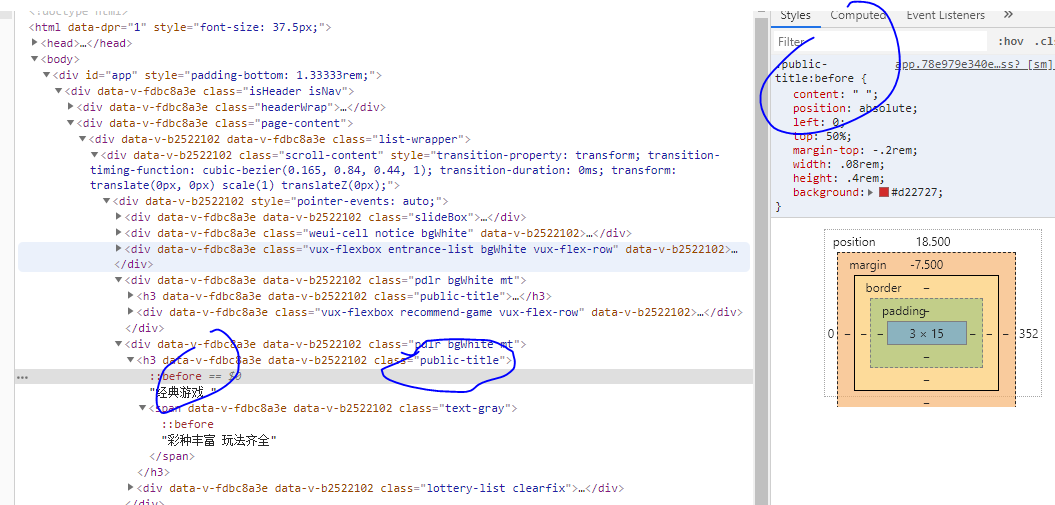 <!doctype html>
<html data-dpr="1" style="font-size: 37.5px;">
<head>…</head>
<body>
<div id="app" style="padding-bottom: 1.33333rem;">
<div data-v-fdbc8a3e class="isHeader isNav">
<div data-v-fdbc8a3e class="headerWrap">…</div>
<div data-v-fdbc8a3e class="page-content">
<div data-v-b2522102 data-v-fdbc8a3e class="list-wrapper">
<div data-v-b2522102 class="scroll-content" style="transition-property: transform; transition-
timing-function: cubic-bezier(0.165, 0.84, 0.44, 1); transition-duration: 0ms; transform:
translate(0px, 0px) scale(1) translateZ(0px);">
<div data-v-b2522102 style="pointer-events: auto;">
<div data-v-fdbc8a3e data-v-b2522102 class="slideBox">…</div>
<div data-v-fdbc8a3e class="weui-cell notice bgWhite" data-v-b2522102>…</div>
<div data-v-fdbc8a3e class="vux-flexbox entrance-list bgWhite vux-flex-row" data-v-b2522102>…
</div>
<div data-v-fdbc8a3e data-v-b2522102 class="pdlr bgWhite mt">
<h3 data-v-fdbc8a3e data-v-b2522102 class="public-title">…</h3>
<div data-v-fdbc8a3e class="vux-flexbox recommend-game vux-flex-row" data-v-b2522102>…</div>
</div>
<div data-v-fdbc8a3e data-v-b2522102 class="pdlr bgWhite mt">
<h3 data-v-fdbc8a3e data-v-b2522102 class="public-title">
… ::before == $0
"经典游戏 "
<span data-v-fdbc8a3e data-v-b2522102 class="text-gray">
::before
"彩种丰富 玩法齐全"
</span>
</h3>
<div data-v-fdbc8a3e data-v-b2522102 class="lottery-list clearfix">…</div>
</div>
Styles Computed Event Listeners »
Filter :hov .cls
.public- app.78e979e340e…ss? [sm]
title:before {
content: " ";
position: absolute;
left: 0;
top: 50%;
margin-top: -.2rem;
width: .08rem;
height: .4rem;
background: #d22727;
}
position 18.500
margin -7.500
border –
padding –
0 – – – 3 × 15 – – – 352
–
–
–